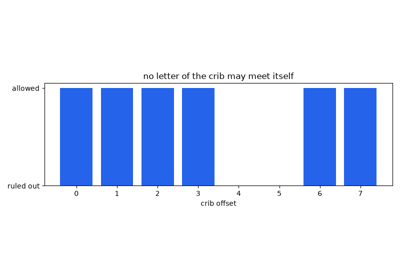 no letter of the crib may meet itself
allowed
ruled out
0 1 2 3 4 5 6 7
crib offset